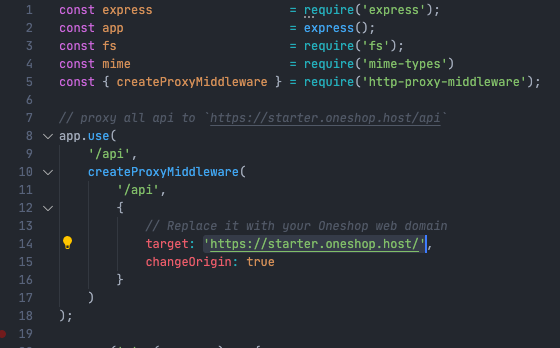 1 const express = require('express');
2 const app = express();
3 const fs = require('fs');
4 const mime = require('mime-types')
5 const { createProxyMiddleware } = require('http-proxy-middleware');
6
7 // proxy all api to `https://starter.oneshop.host/api`
8 app.use(
9 '/api',
10 createProxyMiddleware(
11 '/api',
12 {
13 // Replace it with your Oneshop web domain
14 target: 'https://starter.oneshop.host/',
15 changeOrigin: true
16 }
17 )
18 );
19